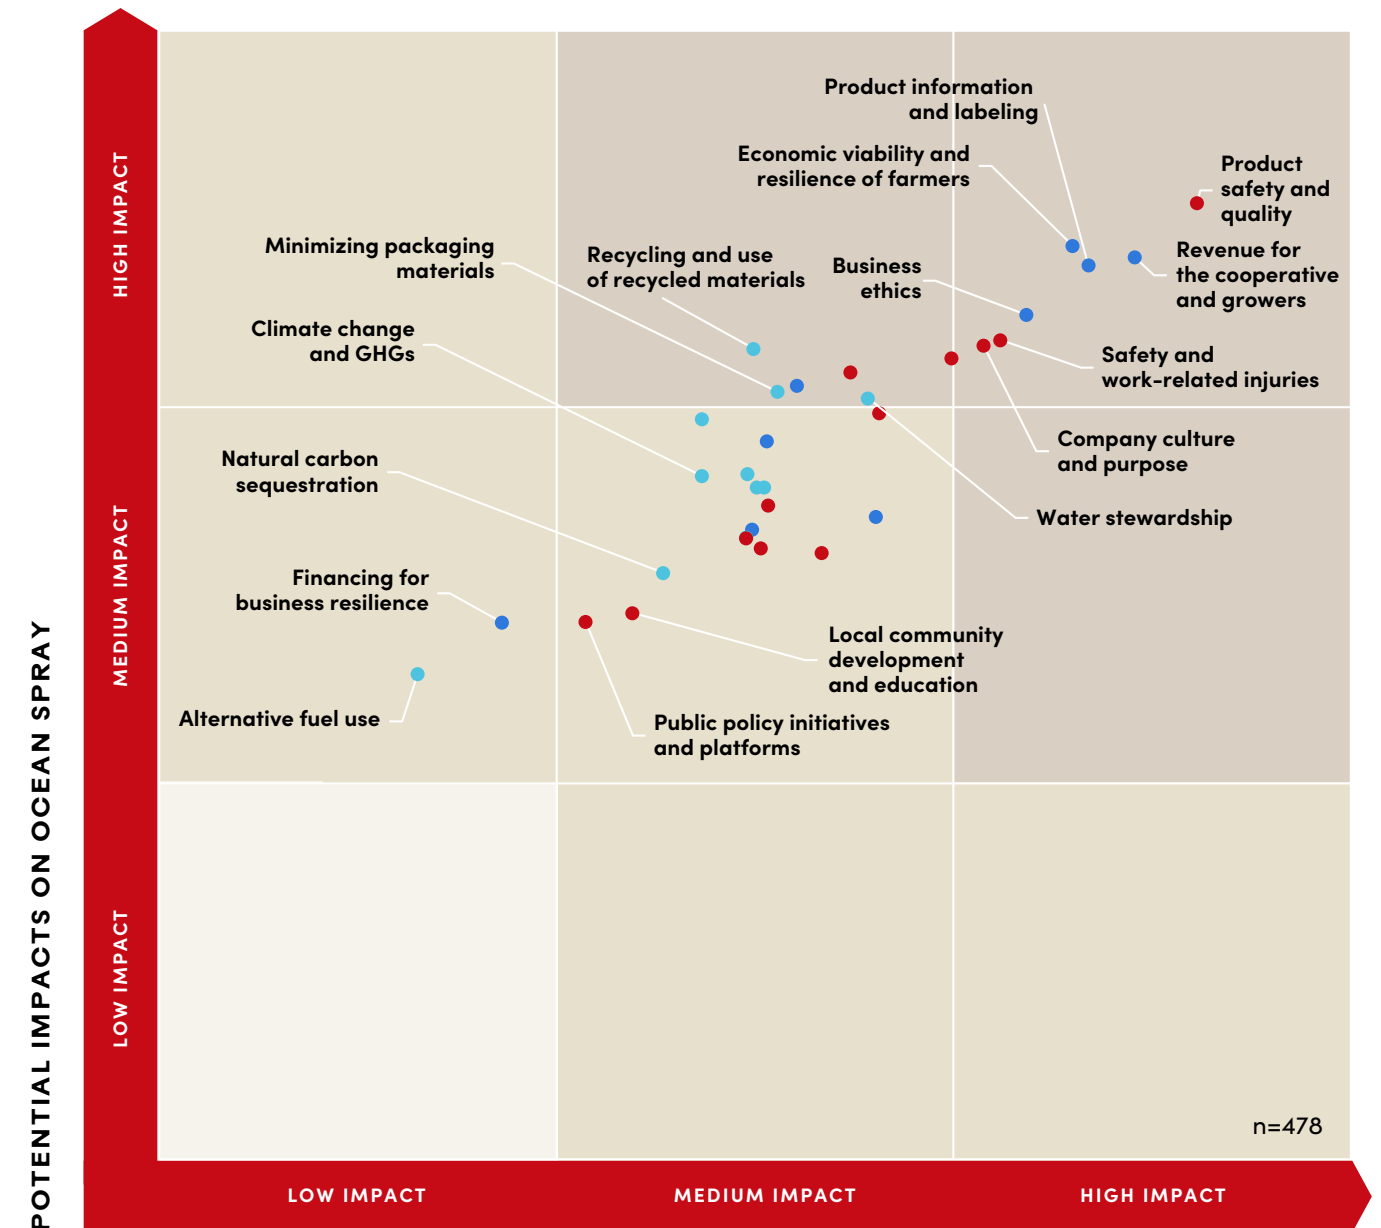 Product information
and labeling
Economic viability and
resilience of farmers
Product
safety and
quality
Minimizing packaging
materials
Recycling and use
of recycled materials
Business
ethics
Revenue for
the cooperative
and growers
Climate change
and GHGs
Safety and
work-related injuries
Company culture
and purpose
Natural carbon
sequestration
Water stewardship
Financing for
business resilience
Local community
development
and education
Alternative fuel use
Public policy initiatives
and platforms
n=478
HIGH IMPACT
MEDIUM IMPACT
LOW IMPACT
POTENTIAL IMPACTS ON OCEAN SPRAY
LOW IMPACT
MEDIUM IMPACT
HIGH IMPACT